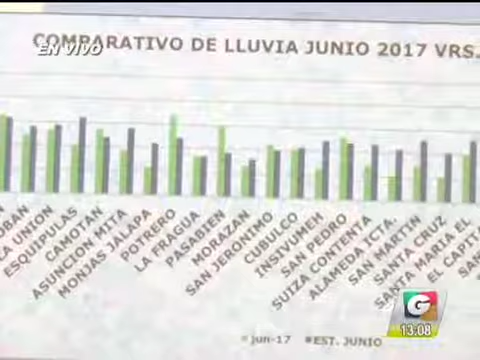 COMPARATIVO DE LLUVIA JUNIO 2017 VRS.
EN VIVO
LA UNION
ESQUIPULAS
CAMOTAN
ASUNCION MITA
MONJAS JALAPA
POTRERO
LA FRAGUA
PASABIEN
MORAZAN
SAN JERONIMO
CUBULCO
INSIVUMEH
SAN PEDRO
SUIZA CONTENTA
ALAMEDA ICTA.
SAN MARTIN
SANTA CRUZ
SANTA MARIA EL
EL CAPITA
jun-17
EST. JUNIO
G
13:08